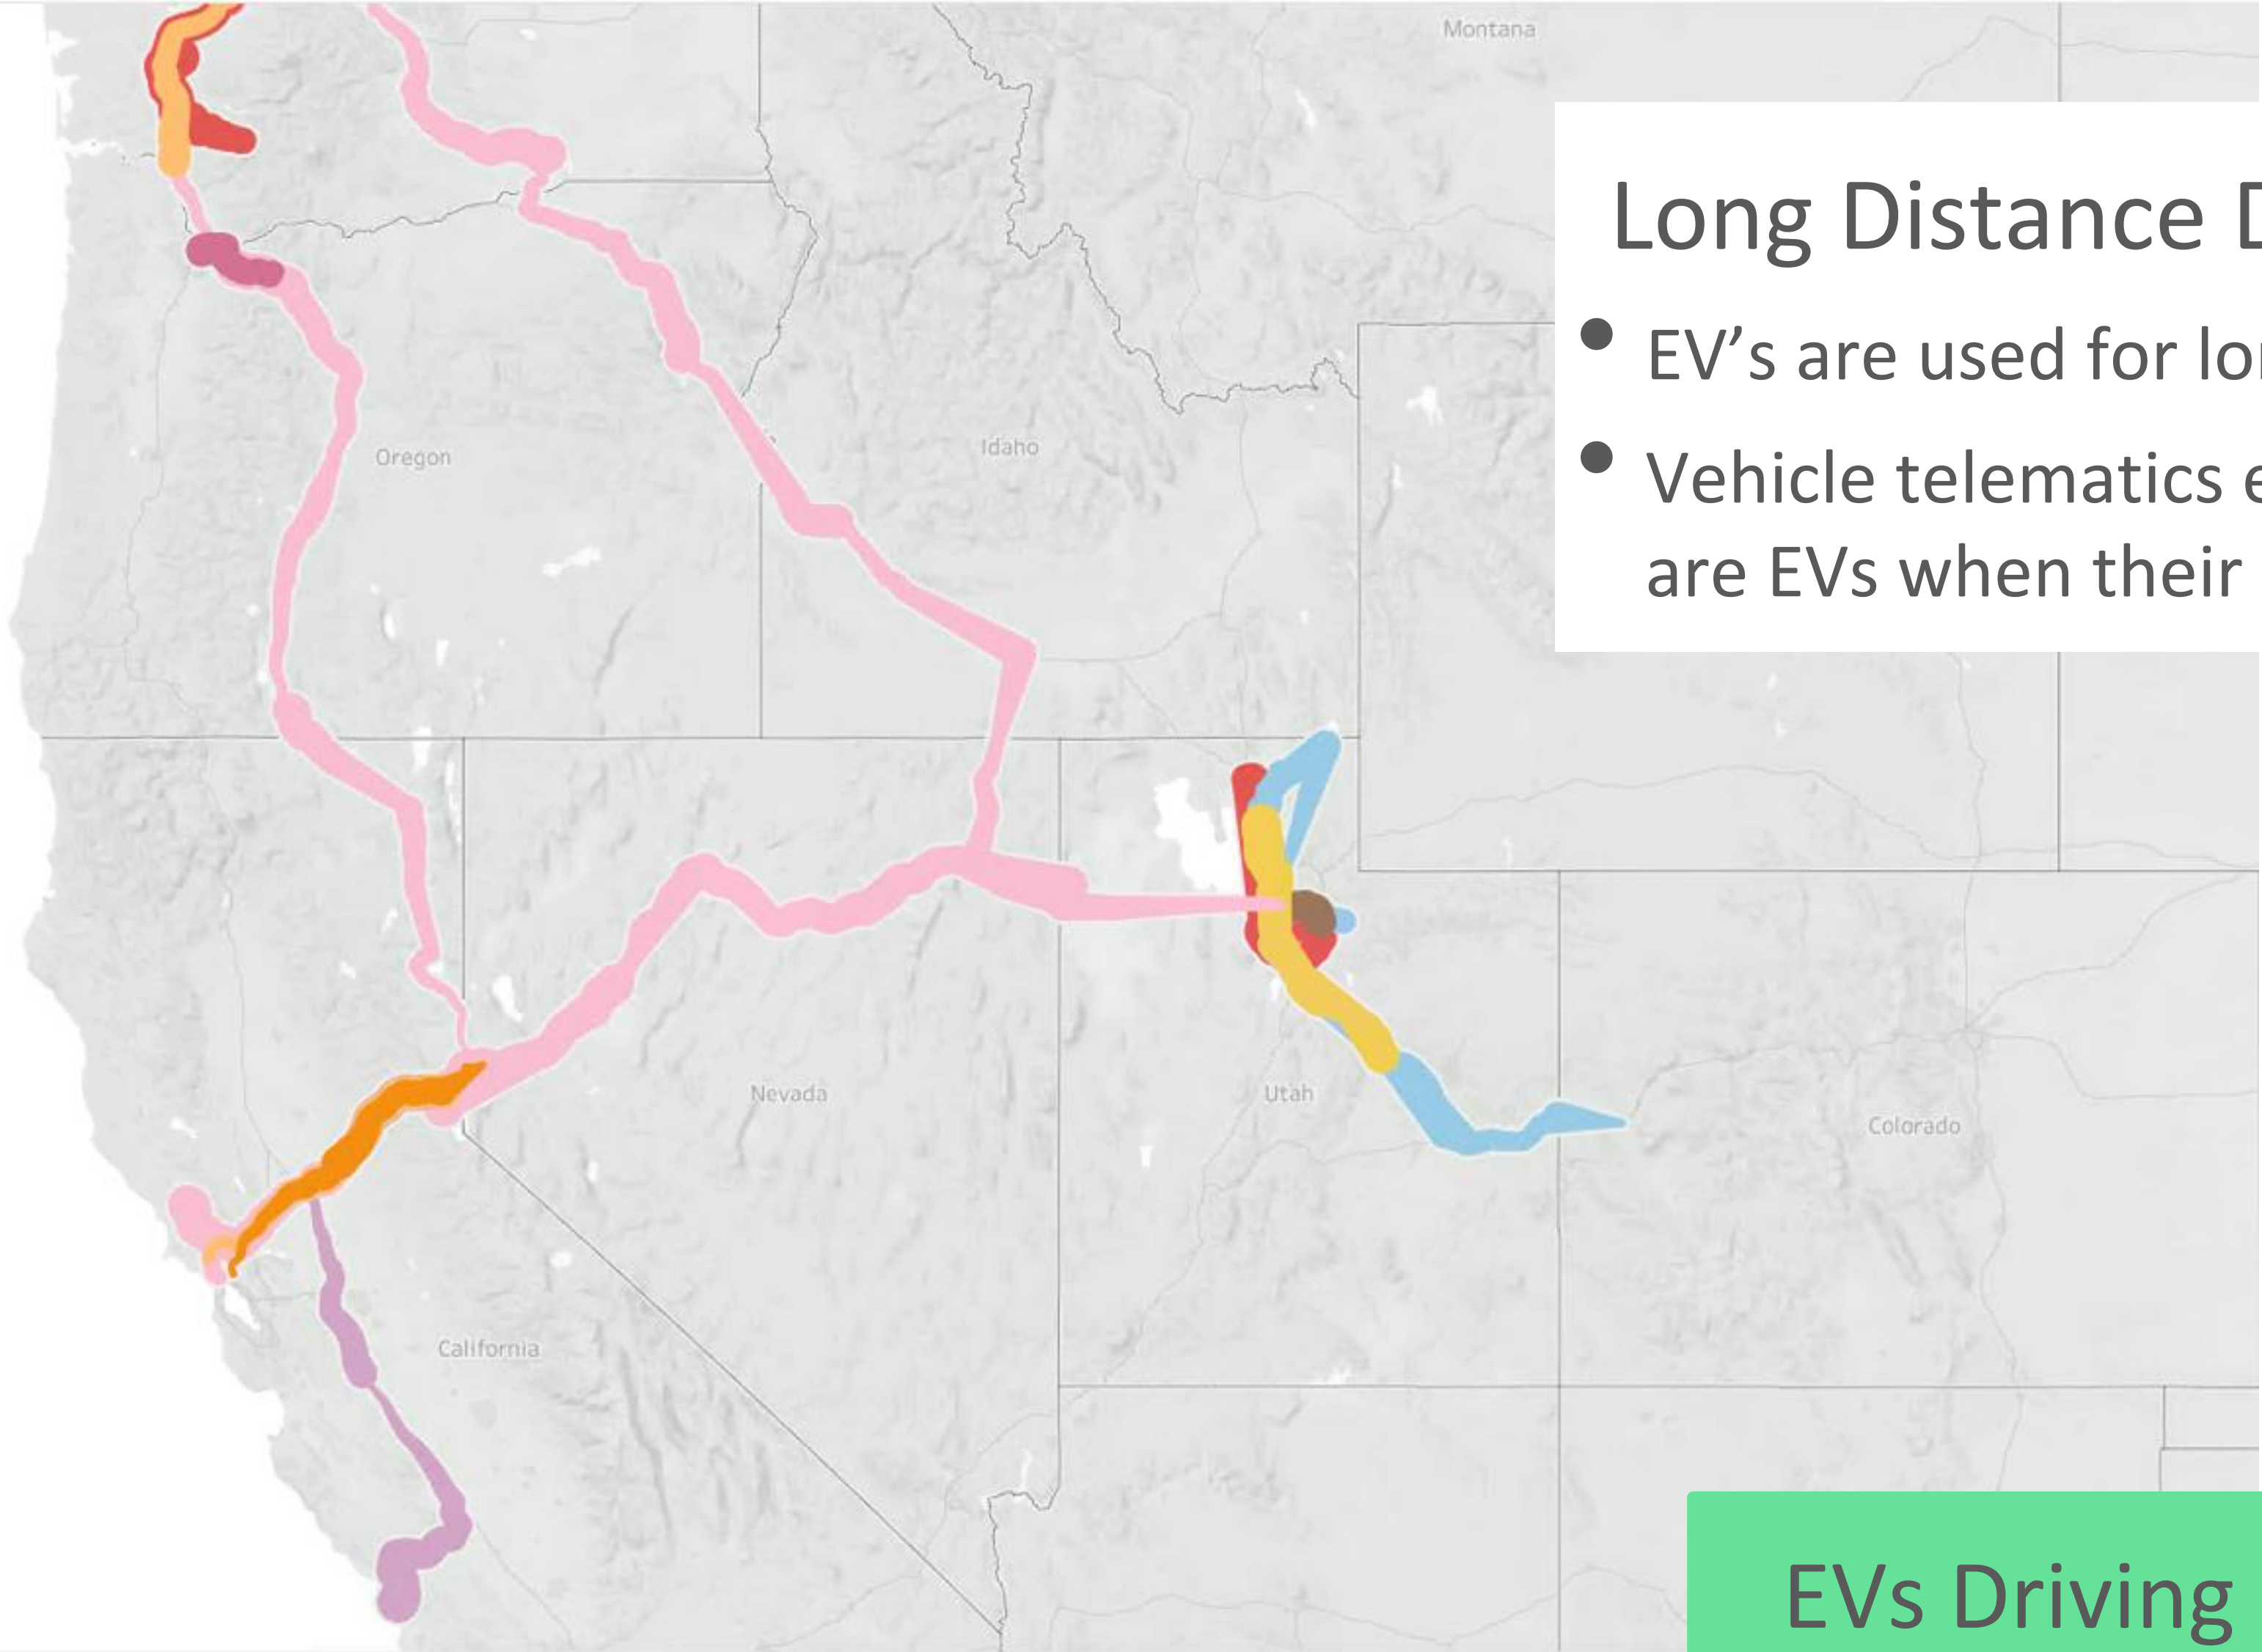 Montana
Long Distance D
• EV’s are used for lon
• Vehicle telematics e
are EVs when their
Oregon
Idaho
Nevada
Utah
Colorado
California
EVs Driving